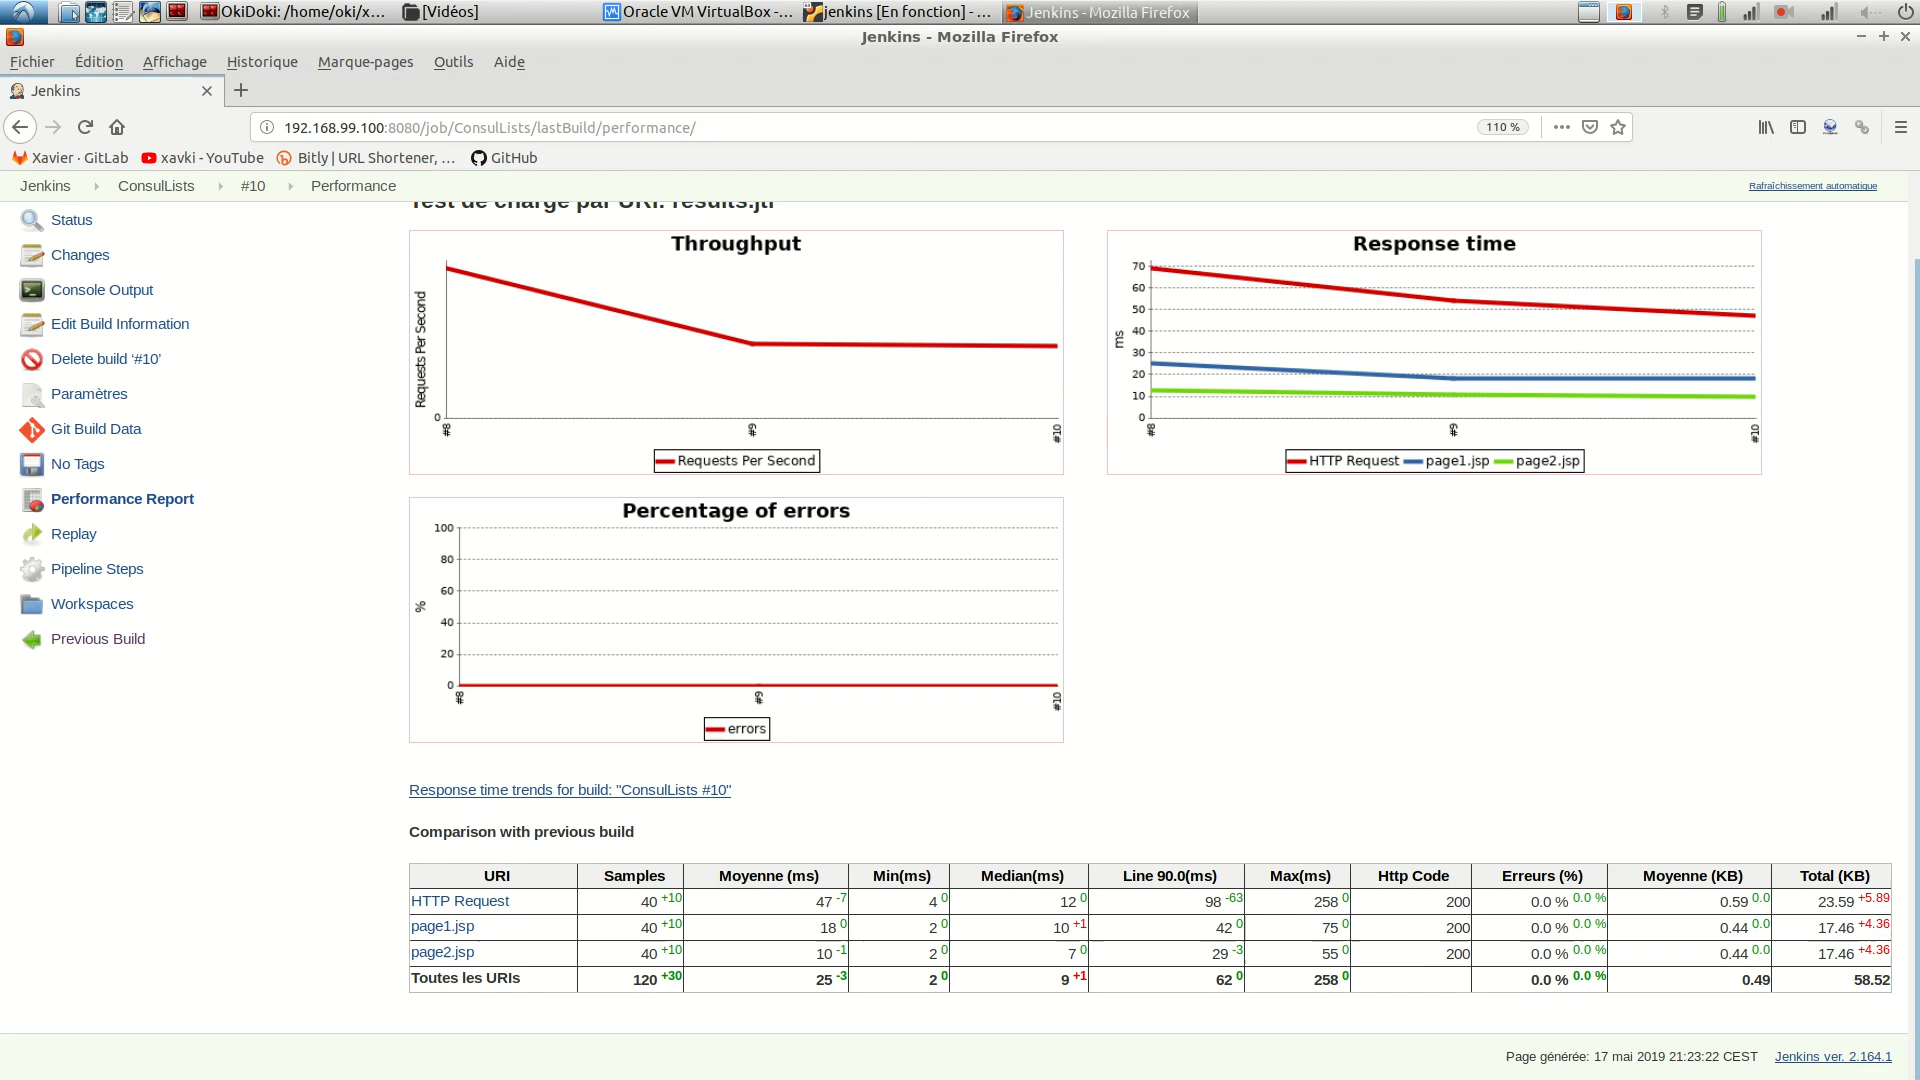 OkiDoki: /home/oki/x... [Vidéos] Oracle VM VirtualBox -... jenkins [En fonction] - ... Jenkins - Mozilla Firefox
Jenkins - Mozilla Firefox
Fichier Édition Affichage Historique Marque-pages Outils Aide
Jenkins
192.168.99.100:8080/job/ConsulLists/lastBuild/performance/ 110 %
Xavier · GitLab xavki - YouTube Bitly | URL Shortener, ... GitHub
Jenkins ConsulLists #10 Performance Rafraîchissement automatique
Test de charge par URI: results.jtl
Status
Changes
Console Output
Edit Build Information
Delete build ‘#10’
Paramètres
Git Build Data
No Tags
Performance Report
Replay
Pipeline Steps
Workspaces
Previous Build
Throughput
Requests Per Second
0
#8 #9 #10
Requests Per Second
Response time
ms
70
60
50
40
30
20
10
0
#8 #9 #10
HTTP Request page1.jsp page2.jsp
Percentage of errors
%
100
80
60
40
20
0
#8 #9 #10
errors
Response time trends for build: "ConsulLists #10"
Comparison with previous build
URI Samples Moyenne (ms) Min(ms) Median(ms) Line 90.0(ms) Max(ms) Http Code Erreurs (%) Moyenne (KB) Total (KB)
HTTP Request 40 +10 47 -7 4 0 12 0 98 -63 258 0 200 0.0 % 0.0 % 0.59 0.0 23.59 +5.89
page1.jsp 40 +10 18 0 2 0 10 +1 42 0 75 0 200 0.0 % 0.0 % 0.44 0.0 17.46 +4.36
page2.jsp 40 +10 10 -1 2 0 7 0 29 -3 55 0 200 0.0 % 0.0 % 0.44 0.0 17.46 +4.36
Toutes les URIs 120 +30 25 -3 2 0 9 +1 62 0 258 0 0.0 % 0.0 % 0.49 58.52
Page générée: 17 mai 2019 21:23:22 CEST Jenkins ver. 2.164.1